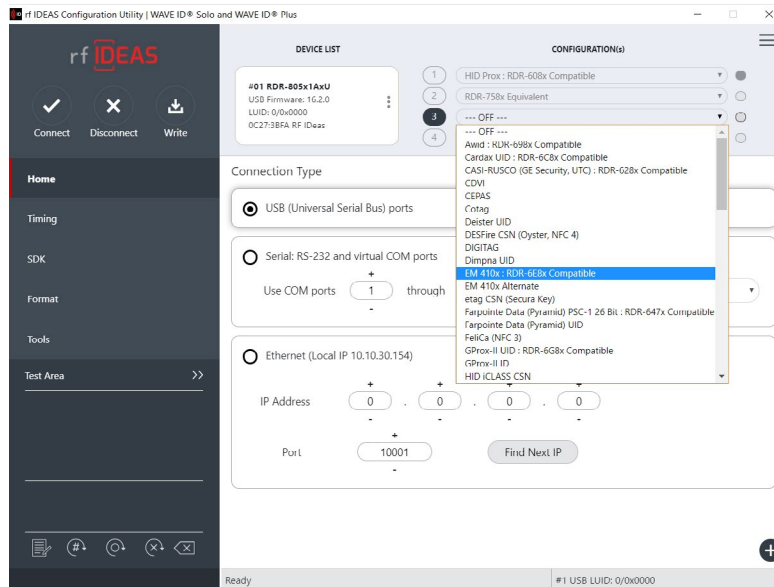 rf IDEAS Configuration Utility | WAVE ID® Solo and WAVE ID® Plus
rf IDEAS
Connect
Disconnect
Write
Home
Timing
SDK
Format
Tools
Test Area >>
DEVICE LIST
#01 RDR-805x1AxU
USB Firmware: 16.2.0
LUID: 0/0x0000
0C27:3BFA RF IDeas
CONFIGURATION(s)
1 HID Prox : RDR-608x Compatible
2 RDR-758x Equivalent
3 --- OFF ---
4
--- OFF ---
Awid : RDR-698x Compatible
Cardax UID : RDR-6C8x Compatible
CASI-RUSCO (GE Security, UTC) : RDR-628x Compatible
CDVI
CEPAS
Cotag
Deister UID
DESFire CSN (Oyster, NFC 4)
DIGITAG
Dimpna UID
EM 410x : RDR-6E8x Compatible
EM 410x Alternate
etag CSN (Secura Key)
Farpointe Data (Pyramid) PSC-1 26 Bit : RDR-647x Compatible
Farpointe Data (Pyramid) UID
FeliCa (NFC 3)
GProx-II UID : RDR-6G8x Compatible
GProx-II ID
HID iCLASS CSN
Connection Type
USB (Universal Serial Bus) ports
Serial: RS-232 and virtual COM ports
+
Use COM ports 1 through
-
Ethernet (Local IP 10.10.30.154)
+ + + +
IP Address 0 . 0 . 0 . 0
- - - -
+
Port 10001 Find Next IP
-
Ready
#1 USB LUID: 0/0x0000